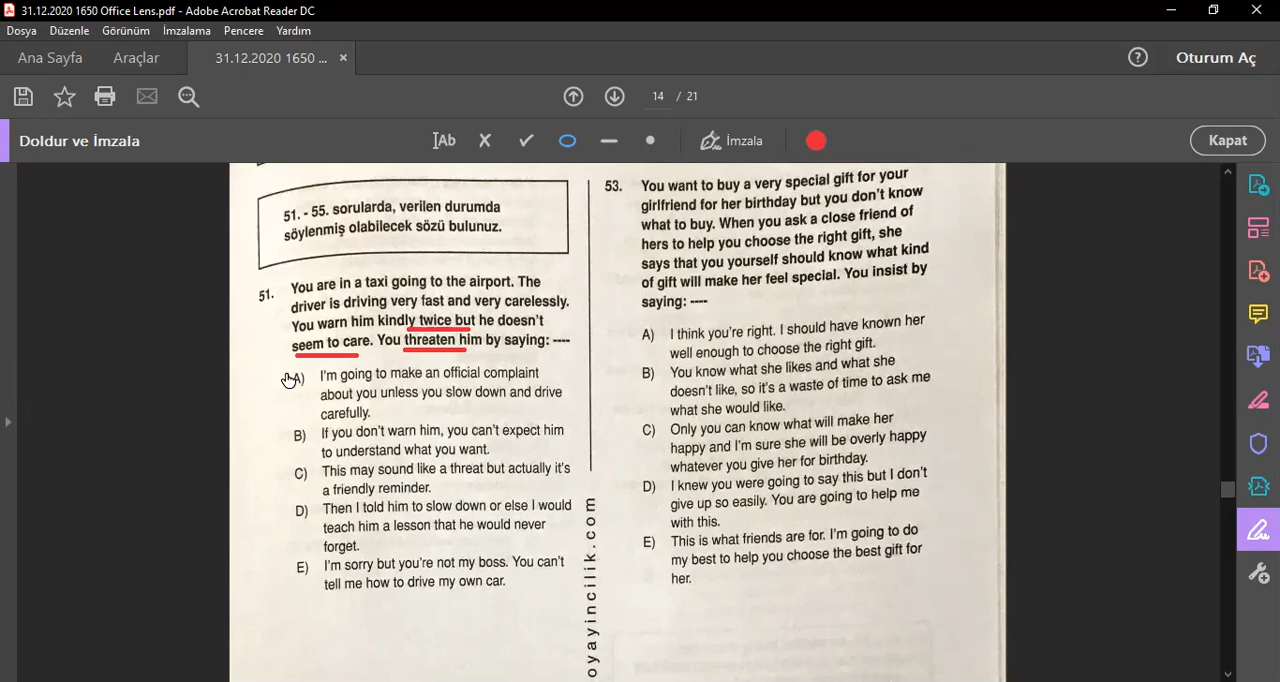 31.12.2020 1650 Office Lens.pdf - Adobe Acrobat Reader DC
Dosya Düzenle Görünüm İmzalama Pencere Yardım
Ana Sayfa Araçlar 31.12.2020 1650 ... × Oturum Aç
14 / 21
Doldur ve İmzala
Ab İmzala Kapat
51. - 55. sorularda, verilen durumda
söylenmiş olabilecek sözü bulunuz.
51. You are in a taxi going to the airport. The
driver is driving very fast and very carelessly.
You warn him kindly twice but he doesn't
seem to care. You threaten him by saying: ----
A) I'm going to make an official complaint
about you unless you slow down and drive
carefully.
B) If you don't warn him, you can't expect him
to understand what you want.
C) This may sound like a threat but actually it's
a friendly reminder.
D) Then I told him to slow down or else I would
teach him a lesson that he would never
forget.
E) I'm sorry but you're not my boss. You can't
tell me how to drive my own car.
oyayincilik.com
53. You want to buy a very special gift for your
girlfriend for her birthday but you don't know
what to buy. When you ask a close friend of
hers to help you choose the right gift, she
says that you yourself should know what kind
of gift will make her feel special. You insist by
saying: ----
A) I think you're right. I should have known her
well enough to choose the right gift.
B) You know what she likes and what she
doesn't like, so it's a waste of time to ask me
what she would like.
C) Only you can know what will make her
happy and I'm sure she will be overly happy
whatever you give her for birthday.
D) I knew you were going to say this but I don't
give up so easily. You are going to help me
with this.
E) This is what friends are for. I'm going to do
my best to help you choose the best gift for
her.